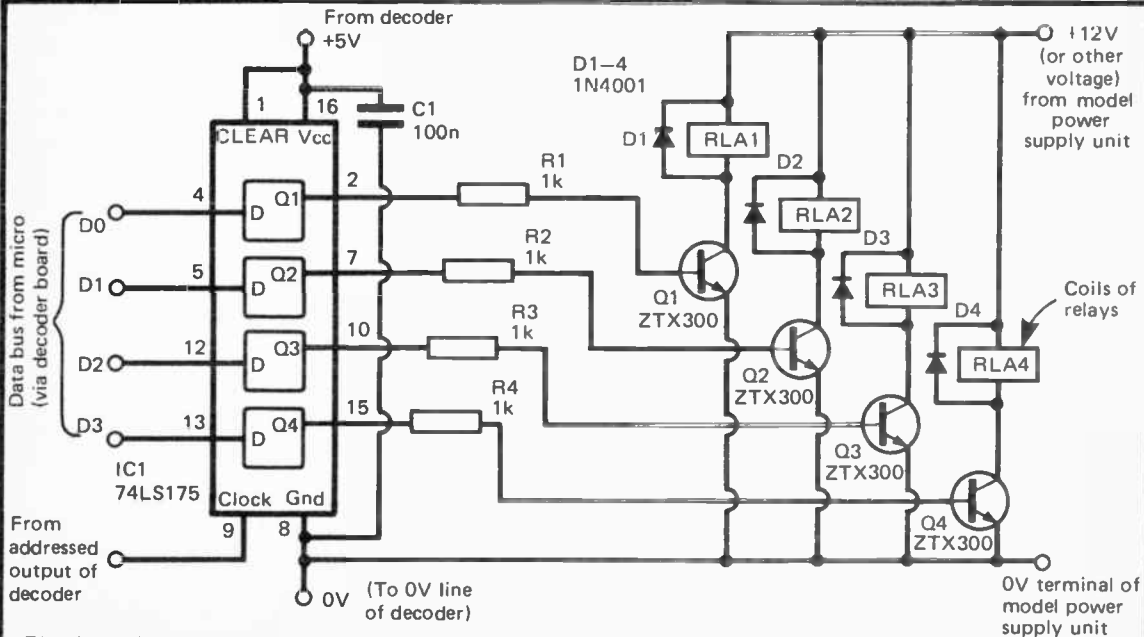 From decoder
+5V
D1–4
1N4001
+12V
(or other
voltage)
from model
power
supply unit
1
16
C1
100n
CLEAR Vcc
D1
RLA1
R1
1k
D2
4
D0
D
Q1
2
RLA2
R2
1k
D3
5
D1
D
Q2
7
Q1
ZTX300
RLA3
Coils of
relays
R3
1k
D4
Data bus from micro
(via decoder board)
12
D2
D
Q3
10
RLA4
Q2
ZTX300
R4
1k
13
D3
D
Q4
15
Q3
ZTX300
IC1
74LS175
Clock Gnd
9
8
Q4
ZTX300
From
addressed
output of
decoder
0V
(To 0V line
of decoder)
0V terminal of
model power
supply unit